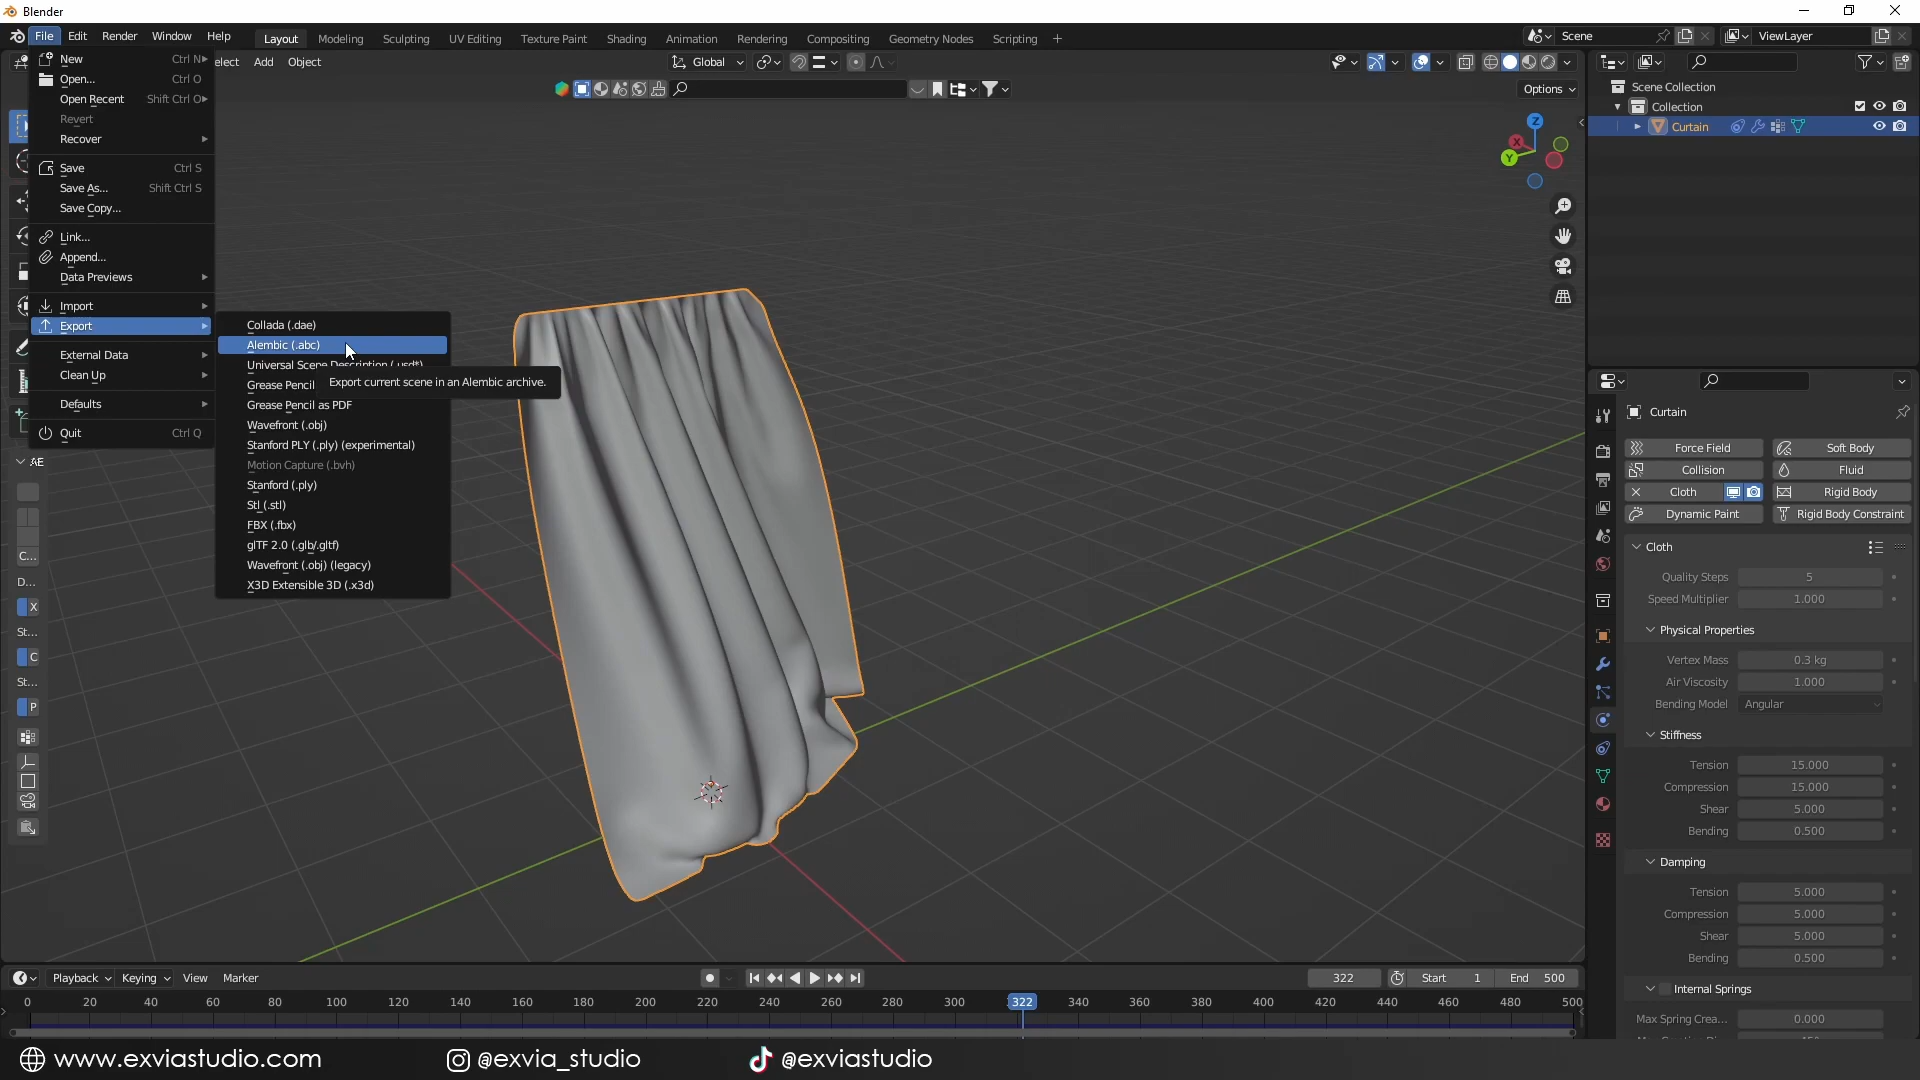 Blender
File Edit Render Window Help Layout Modeling Sculpting UV Editing Texture Paint Shading Animation Rendering Compositing Geometry Nodes Scripting + Scene ViewLayer
elect Add Object Global
Options
New Ctrl N
Open... Ctrl O
Open Recent Shift Ctrl O
Revert
Recover
Save Ctrl S
Save As... Shift Ctrl S
Save Copy...
Link...
Append...
Data Previews
Import
Export
External Data
Clean Up
Defaults
Quit Ctrl Q
Collada (.dae)
Alembic (.abc)
Universal Scene Description (.usd*)
Grease Pencil
Export current scene in an Alembic archive.
Grease Pencil as PDF
Wavefront (.obj)
Stanford PLY (.ply) (experimental)
Motion Capture (.bvh)
Stanford (.ply)
Stl (.stl)
FBX (.fbx)
glTF 2.0 (.glb/.gltf)
Wavefront (.obj) (legacy)
X3D Extensible 3D (.x3d)
AE
C...
D...
X
St...
C
St...
P
Z
X
Y
Scene Collection
Collection
Curtain
Curtain
Force Field Soft Body
Collision Fluid
Cloth Rigid Body
Dynamic Paint Rigid Body Constraint
Cloth
Quality Steps 5
Speed Multiplier 1.000
Physical Properties
Vertex Mass 0.3 kg
Air Viscosity 1.000
Bending Model Angular
Stiffness
Tension 15.000
Compression 15.000
Shear 5.000
Bending 0.500
Damping
Tension 5.000
Compression 5.000
Shear 5.000
Bending 0.500
Internal Springs
Max Spring Crea... 0.000
Playback Keying View Marker 322 Start 1 End 500
0 20 40 60 80 100 120 140 160 180 200 220 240 260 280 300 322 340 360 380 400 420 440 460 480 500
www.exviastudio.com @exvia_studio @exviastudio